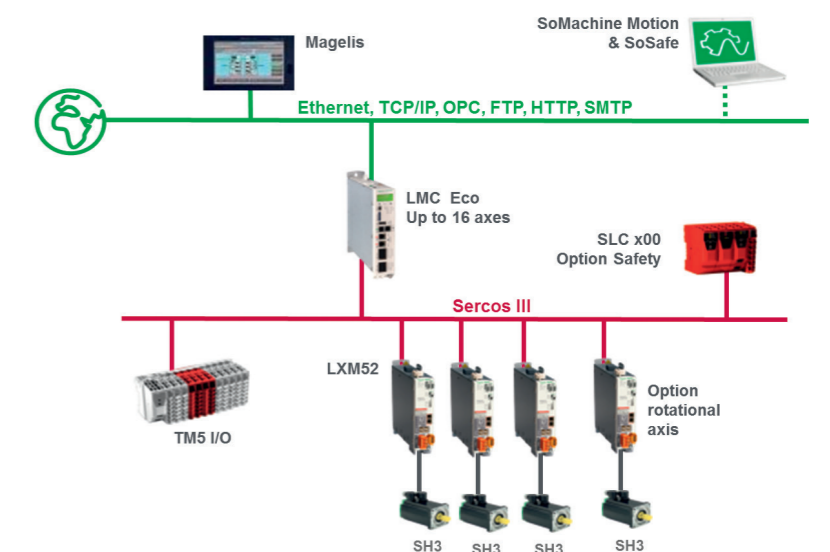 SoMachine Motion
& SoSafe
Magelis
Ethernet, TCP/IP, OPC, FTP, HTTP, SMTP
LMC Eco
Up to 16 axes
SLC x00
Option Safety
Sercos III
LXM52
Option
rotational
axis
TM5 I/O
SH3
SH3
SH3
SH3